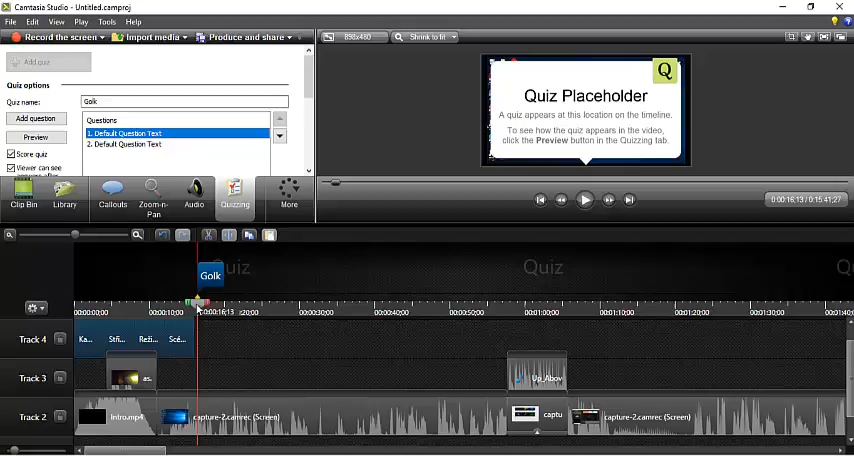 Camtasia Studio - Untitled.camproj
File Edit View Play Tools Help
Record the screen Import media Produce and share
898x480 Shrink to fit
Add quiz
Quiz options
Quiz name: Golk
Add question
Questions
1. Default Question Text
2. Default Question Text
Preview
Score quiz
Viewer can see
Q
Quiz Placeholder
A quiz appears at this location on the timeline.
To see how the quiz appears in the video,
click the Preview button in the Quizzing tab.
Clip Bin Library Callouts Zoom-n-Pan Audio Quizzing More
0:00:16;13 / 0:15:41;27
Quiz Quiz
Golk
00:00:00;00 00:00:10;00 0:00:16;13 :20;00 00:00:30;00 00:00:40;00 00:00:50;00 00:01:00;00 00:01:10;00 00:01:20;00 00:01:30;00 00:01:40
Track 4 Ka... Stři... Reži... Scé...
Track 3 as. Up_Abov
Track 2 Intro.mp4 capture-2.camrec (Screen) captu capture-2.camrec (Screen)